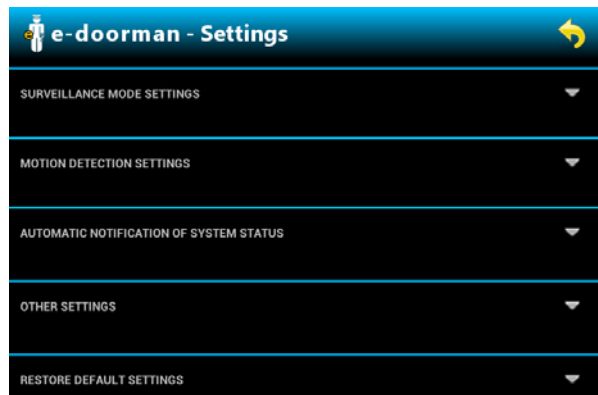 e-doorman - Settings
SURVEILLANCE MODE SETTINGS
MOTION DETECTION SETTINGS
AUTOMATIC NOTIFICATION OF SYSTEM STATUS
OTHER SETTINGS
RESTORE DEFAULT SETTINGS